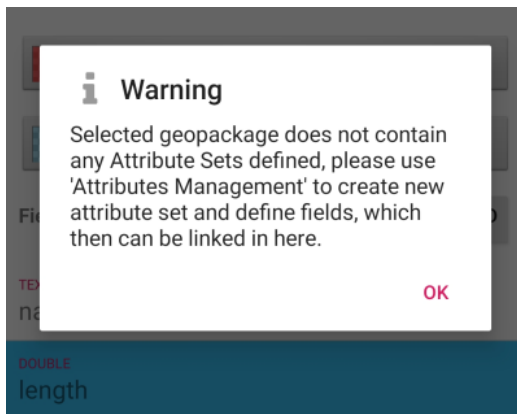 Warning
Selected geopackage does not contain
any Attribute Sets defined, please use
'Attributes Management' to create new
attribute set and define fields, which
then can be linked in here.
OK
DOUBLE
length